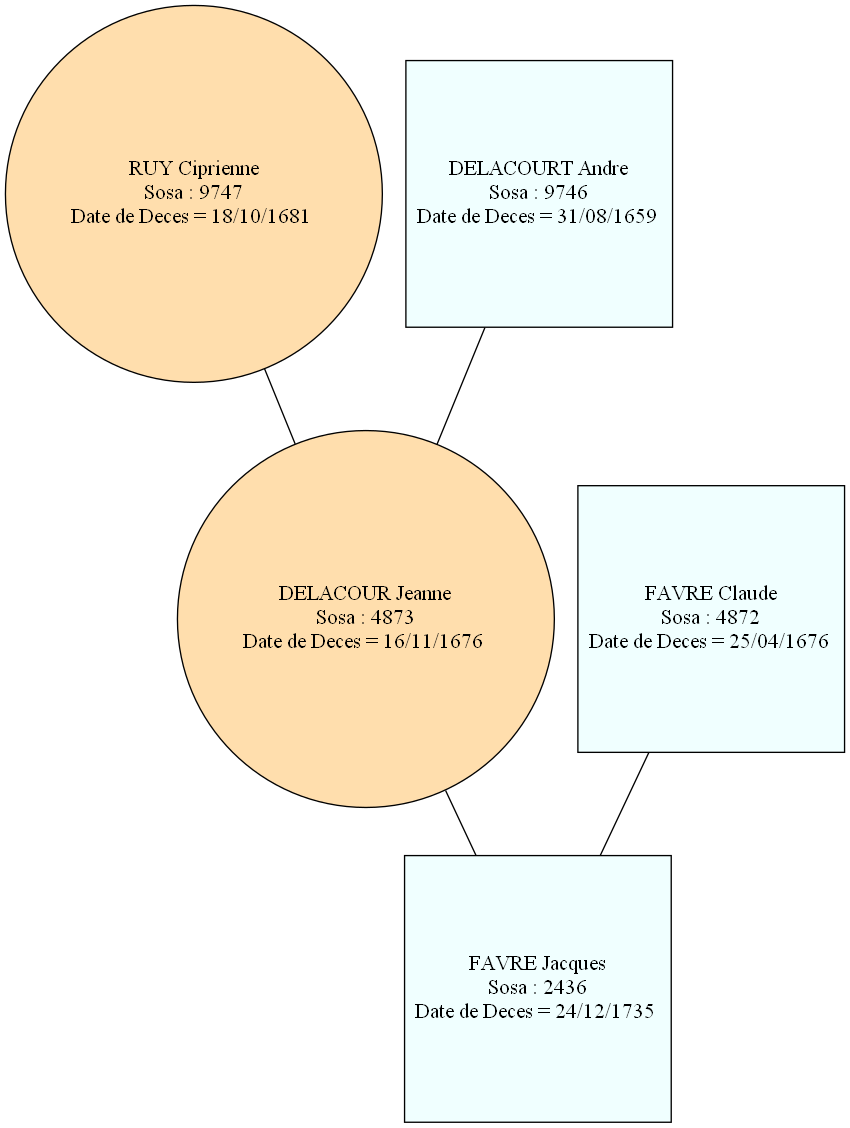 RUY Ciprienne
Sosa : 9747
Date de Deces = 18/10/1681
DELACOURT Andre
Sosa : 9746
Date de Deces = 31/08/1659
DELACOUR Jeanne
Sosa : 4873
Date de Deces = 16/11/1676
FAVRE Claude
Sosa : 4872
Date de Deces = 25/04/1676
FAVRE Jacques
Sosa : 2436
Date de Deces = 24/12/1735